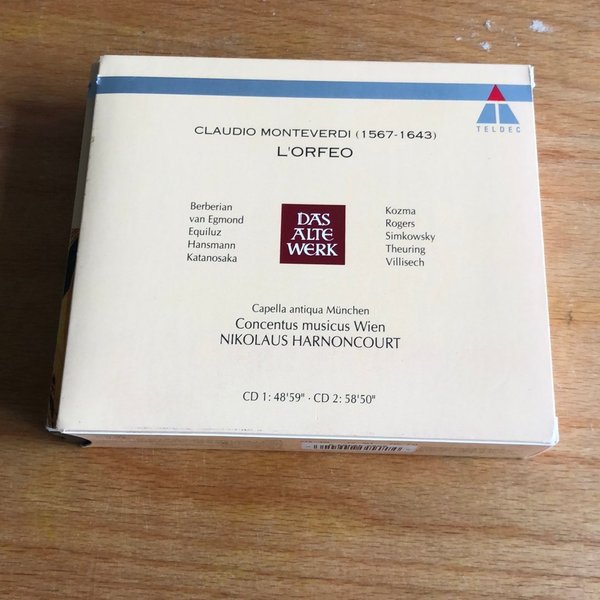 TELDEC
CLAUDIO MONTEVERDI (1567-1643)
L'ORFEO
Berberian
van Egmond
Equiluz
Hansmann
Katanosaka
DAS
ALTE
WERK
Kozma
Rogers
Simkowsky
Theuring
Villisech
Capella antiqua München
Concentus musicus Wien
NIKOLAUS HARNONCOURT
CD 1: 48'59" · CD 2: 58'50"